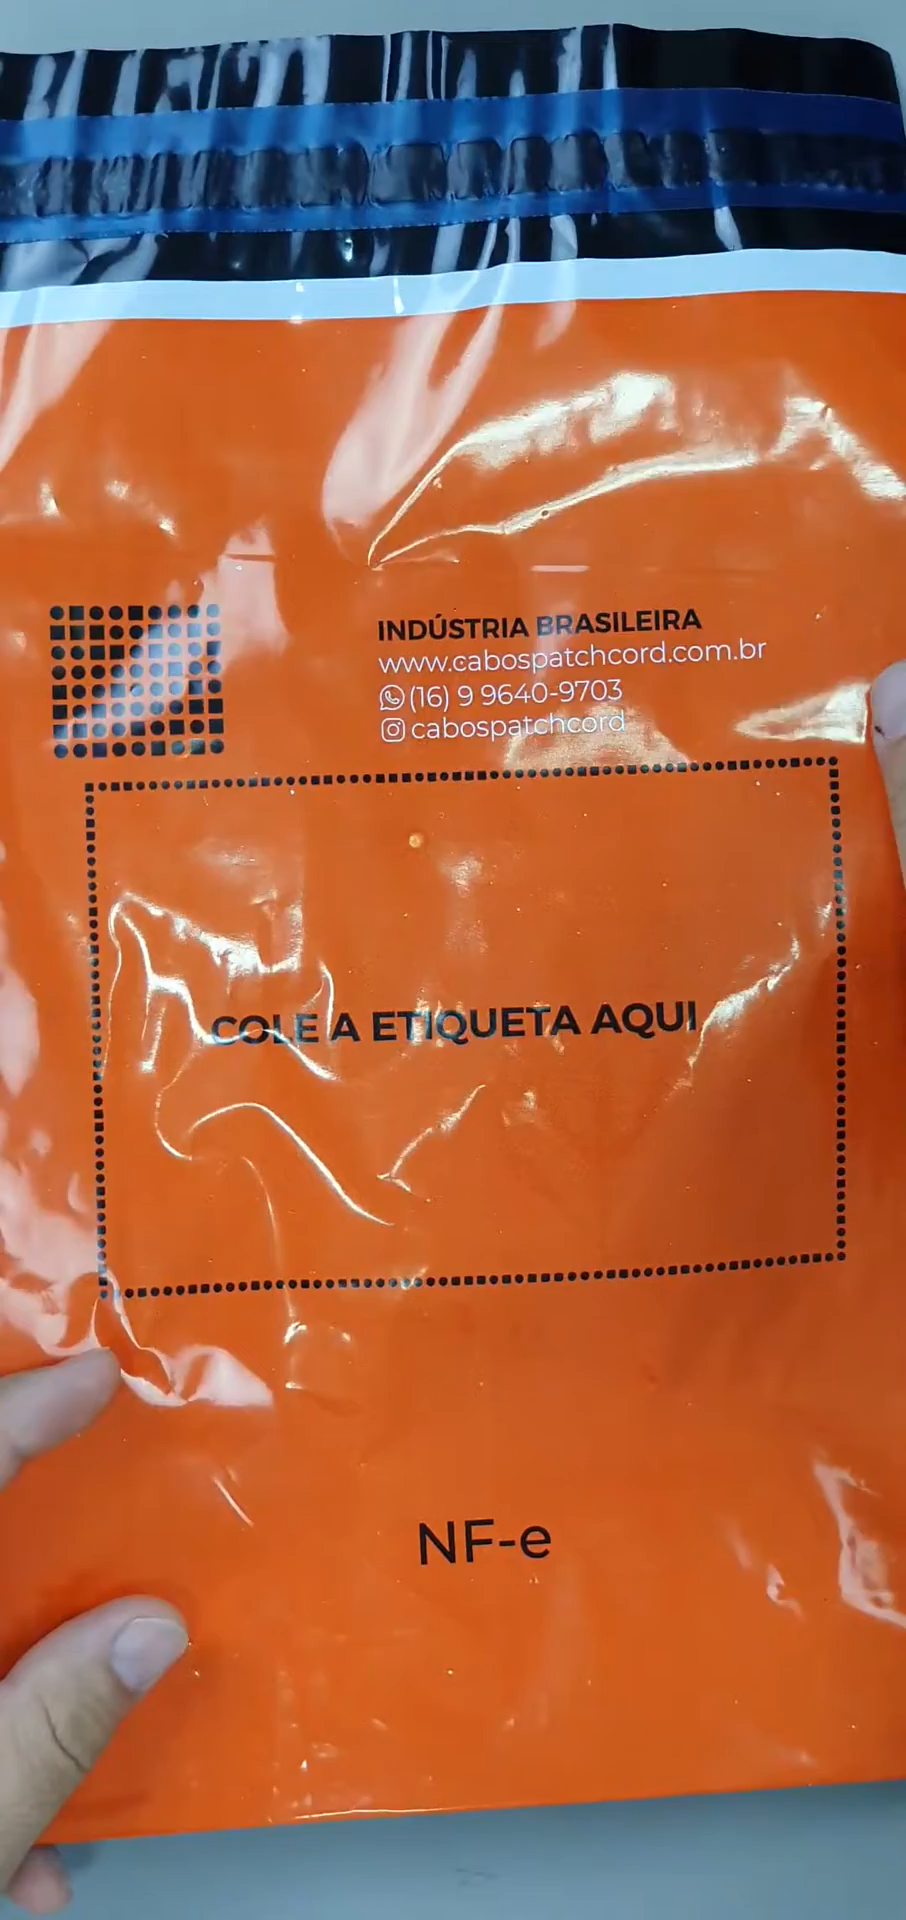 INDÚSTRIA BRASILEIRA
www.cabospatchcord.com.br
(16) 9 9640-9703
cabospatchcord
COLE A ETIQUETA AQUI
NF-e